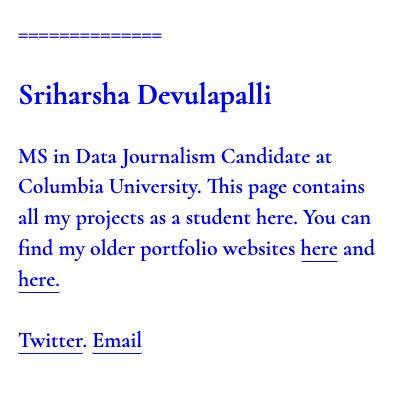 ==============
Sriharsha Devulapalli
MS in Data Journalism Candidate at
Columbia University. This page contains
all my projects as a student here. You can
find my older portfolio websites here and
here.
Twitter. Email